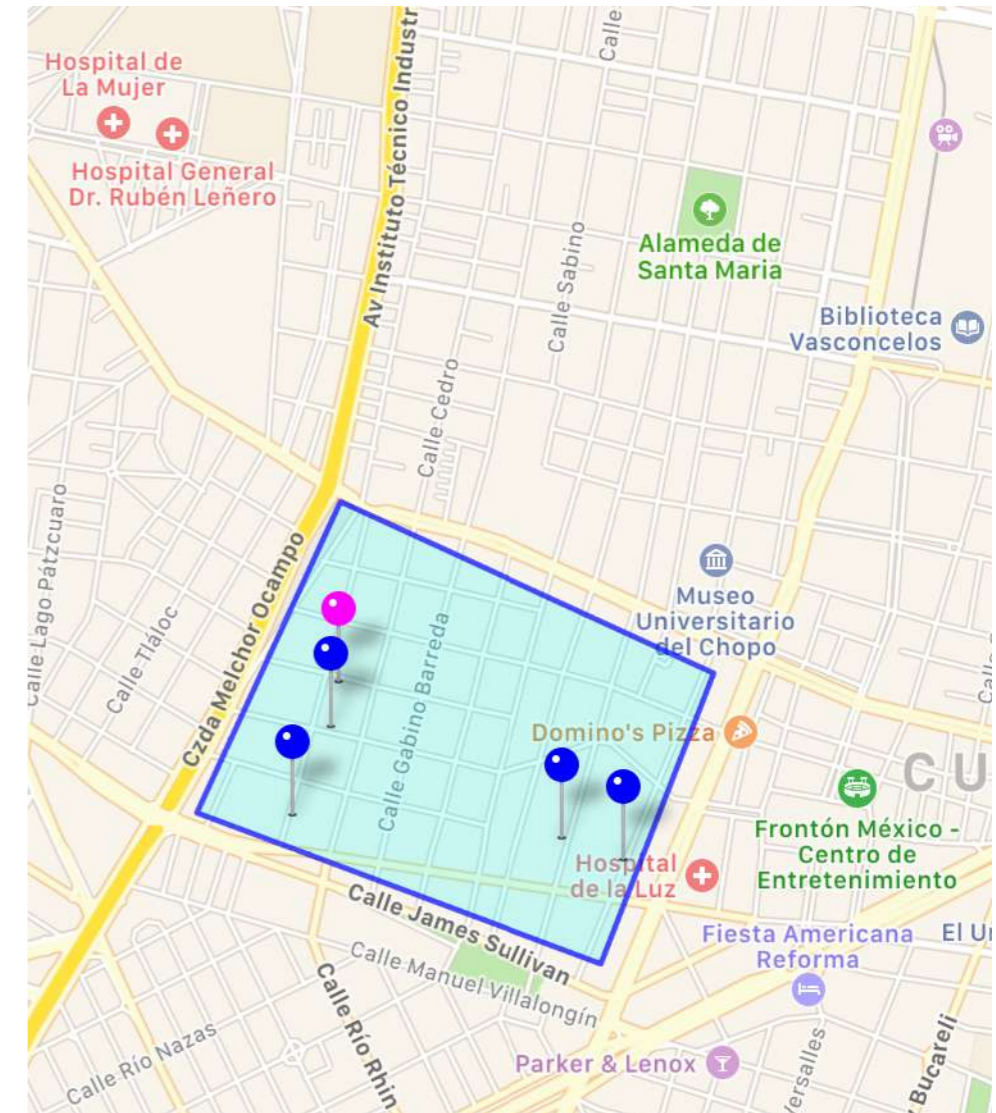 Calle
Av Instituto Técnico Industr
Hospital de
La Mujer
Hospital General
Dr. Rubén Leñero
Alameda de
Santa Maria
Calle Sabino
Biblioteca
Vasconcelos
Calle Cedro
Calle Lago Pátzcuaro
Calle Tláloc
Czda Melchor Ocampo
Museo
Universitario
del Chopo
Calle Gabino Barreda
Domino's Pizza
CU
Frontón México -
Centro de
Entretenimiento
Hospital
de la Luz
Calle James Sullivan
Calle Manuel Villalongín
Fiesta Americana
Reforma
Calle Río Rhin
Calle Río Nazas
Parker & Lenox
ersalles
Bucareli